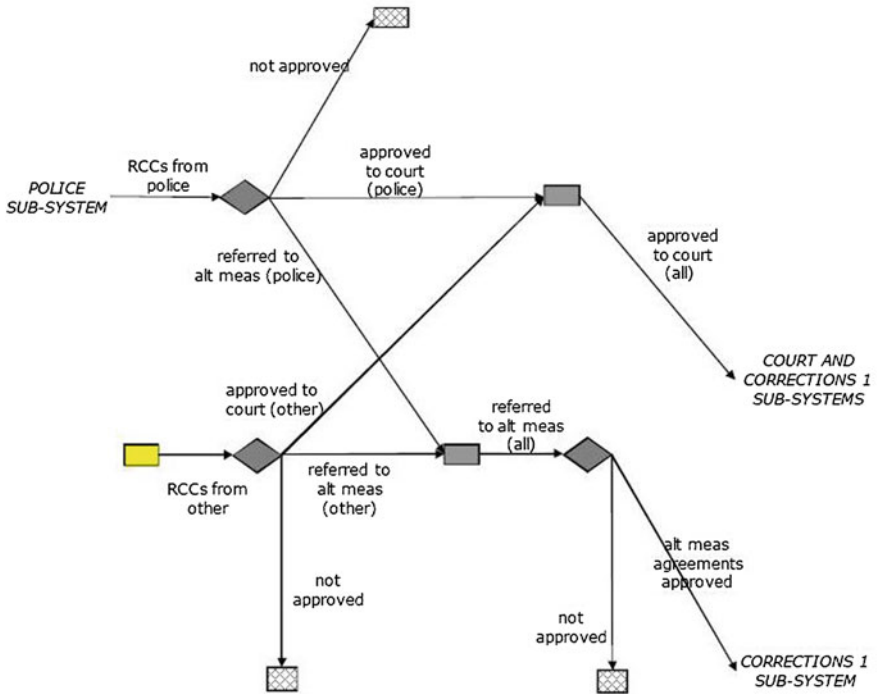 not approved
RCCs from
police
approved
to court
(police)
POLICE
SUB-SYSTEM
referred to
alt meas (police)
approved
to court
(all)
COURT AND
CORRECTIONS 1
SUB-SYSTEMS
approved to
court (other)
referred
to alt meas
(all)
RCCs from
other
referred to
alt meas
(other)
alt meas
agreements
approved
not
approved
not
approved
CORRECTIONS 1
SUB-SYSTEM